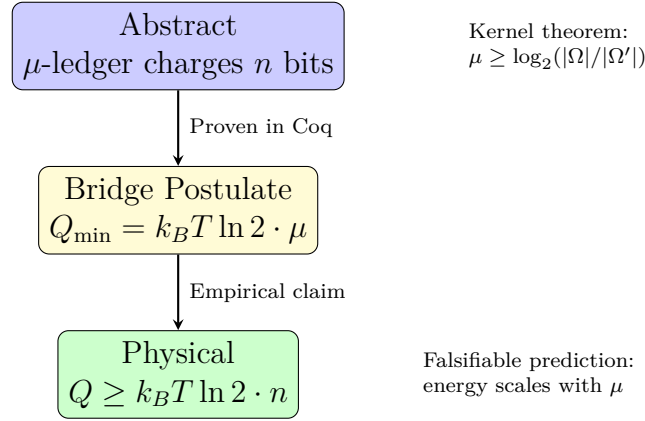 Abstract
μ-ledger charges n bits
Kernel theorem:
μ ≥ log₂(|Ω|/|Ω′|)
Proven in Coq
Bridge Postulate
Q_min = k_B T ln 2 · μ
Empirical claim
Physical
Q ≥ k_B T ln 2 · n
Falsifiable prediction:
energy scales with μ